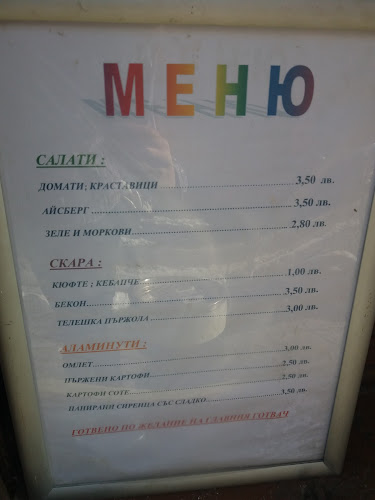 МЕНЮ
САЛАТИ :
ДОМАТИ; КРАСТАВИЦИ 3,50 лв.
АЙСБЕРГ 3,50 лв.
ЗЕЛЕ И МОРКОВИ 2,80 лв.
СКАРА :
КЮФТЕ ; КЕБАПЧЕ 1,00 лв.
БЕКОН 3,50 лв.
ТЕЛЕШКА ПЪРЖОЛА 3,00 лв.
АЛАМИНУТИ :
ОМЛЕТ 3,00 лв.
ПЪРЖЕНИ КАРТОФИ 2,50 лв.
КАРТОФИ СОТЕ 2,50 лв.
ПАНИРАНИ СИРЕНЦА СЪС СЛАДКО 3,50 лв.
ГОТВЕНО ПО ЖЕЛАНИЕ НА ГЛАВНИЯ ГОТВАЧ